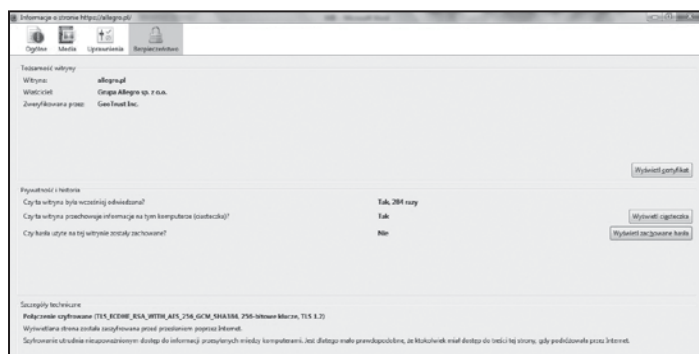 Informacje o stronie https://allegro.pl/
Ogólne Media Uprawnienia Bezpieczeństwo
Tożsamość witryny
Witryna: allegro.pl
Właściciel: Grupa Allegro sp. z o.o.
Zweryfikowana przez: GeoTrust Inc.
Wyświetl certyfikat
Prywatność i historia
Czy ta witryna była wcześniej odwiedzana? Tak, 204 razy
Czy ta witryna przechowuje informacje na tym komputerze (ciasteczka)? Tak Wyświetl ciasteczka
Czy hasła użyte na tej witrynie zostały zachowane? Nie Wyświetl zachowane hasła
Szczegóły techniczne
Połączenie szyfrowane (TLS_ECDHE_RSA_WITH_AES_256_GCM_SHA384, 256-bitowe klucze, TLS 1.2)
Wyświetlana strona została zaszyfrowana przed przesłaniem poprzez Internet.
Szyfrowanie utrudnia nieupoważnionym dostęp do informacji przesyłanych między komputerami. Jest dlatego mało prawdopodobne, że ktokolwiek miał dostęp do treści tej strony, gdy podróżowała przez Internet.